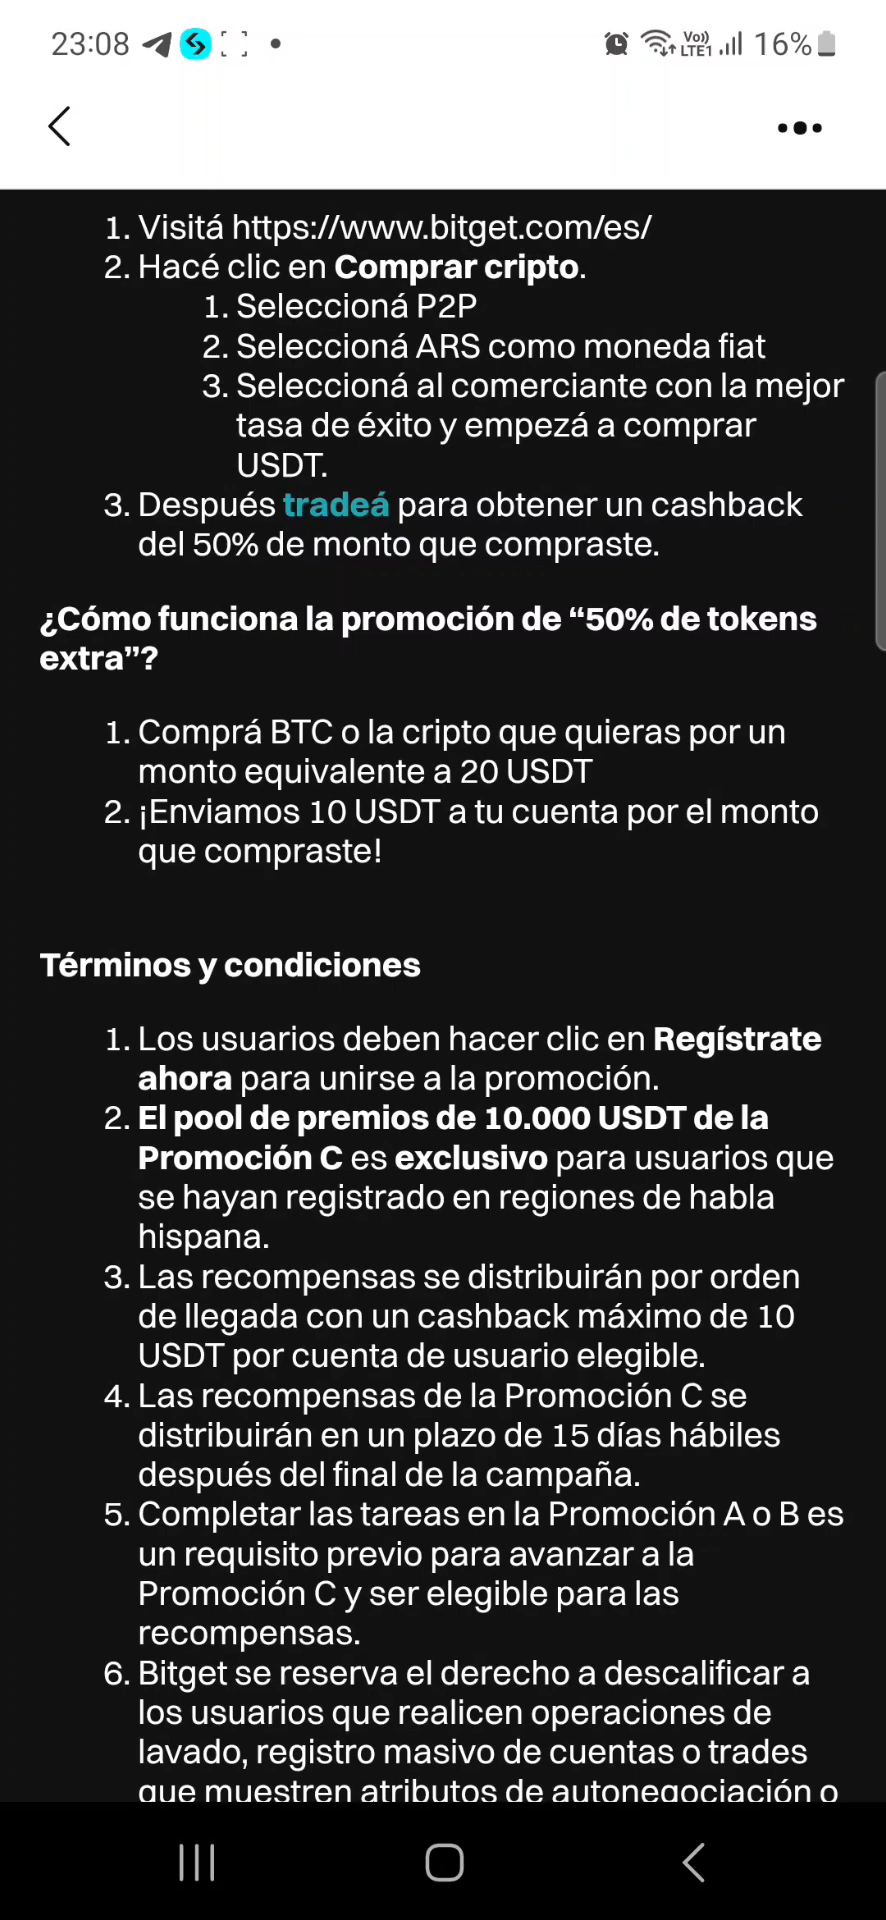 23:08
Vo))
LTE1
16%
1. Visitá https://www.bitget.com/es/
2. Hacé clic en Comprar cripto.
1. Seleccioná P2P
2. Seleccioná ARS como moneda fiat
3. Seleccioná al comerciante con la mejor
tasa de éxito y empezá a comprar
USDT.
3. Después tradeá para obtener un cashback
del 50% de monto que compraste.
¿Cómo funciona la promoción de “50% de tokens
extra”?
1. Comprá BTC o la cripto que quieras por un
monto equivalente a 20 USDT
2. ¡Enviamos 10 USDT a tu cuenta por el monto
que compraste!
Términos y condiciones
1. Los usuarios deben hacer clic en Regístrate
ahora para unirse a la promoción.
2. El pool de premios de 10.000 USDT de la
Promoción C es exclusivo para usuarios que
se hayan registrado en regiones de habla
hispana.
3. Las recompensas se distribuirán por orden
de llegada con un cashback máximo de 10
USDT por cuenta de usuario elegible.
4. Las recompensas de la Promoción C se
distribuirán en un plazo de 15 días hábiles
después del final de la campaña.
5. Completar las tareas en la Promoción A o B es
un requisito previo para avanzar a la
Promoción C y ser elegible para las
recompensas.
6. Bitget se reserva el derecho a descalificar a
los usuarios que realicen operaciones de
lavado, registro masivo de cuentas o trades
que muestren atributos de autonegociación o